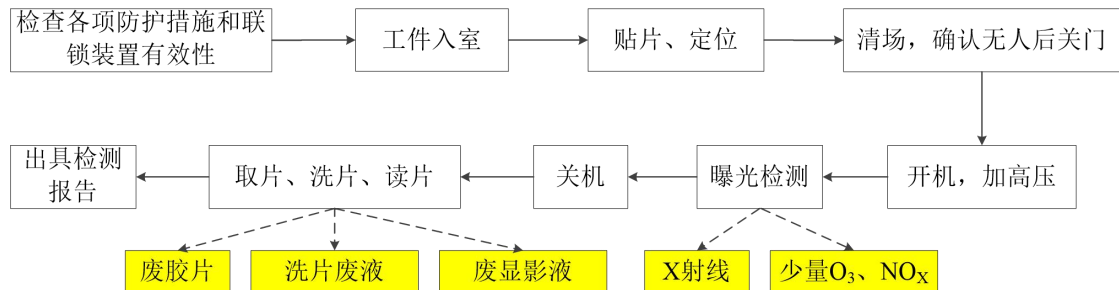 检查各项防护措施和联
锁装置有效性
工件入室
贴片、定位
清场，确认无人后关门
开机，加高压
曝光检测
关机
取片、洗片、读片
出具检测
报告
废胶片
洗片废液
废显影液
X射线
少量O₃、NOₓ